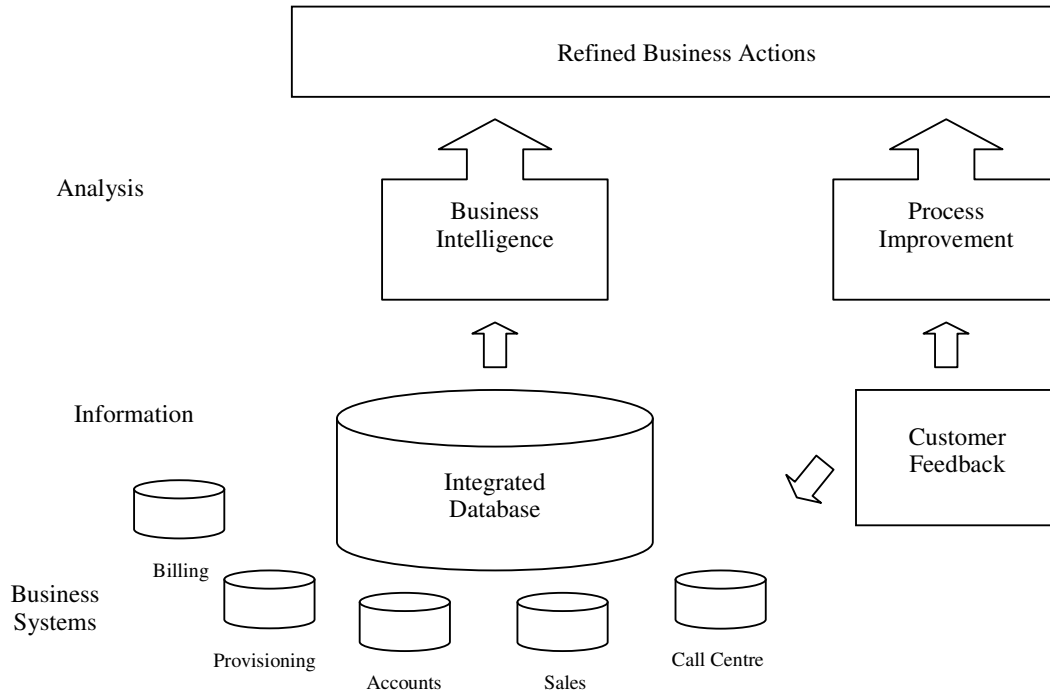 Refined Business Actions
Analysis
Business
Intelligence
Process
Improvement
Information
Integrated
Database
Customer
Feedback
Billing
Business
Systems
Provisioning
Accounts
Sales
Call Centre